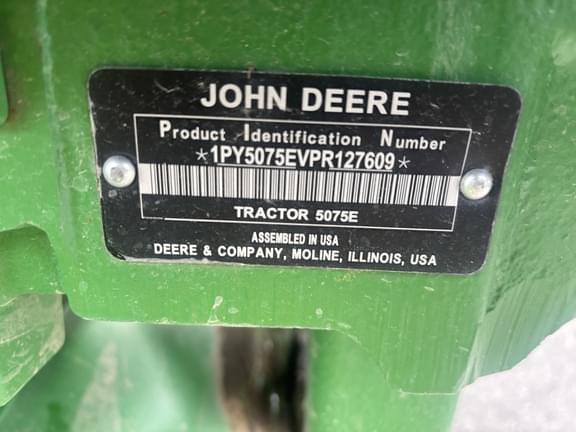 JOHN DEERE
Product Identification Number
*1PY5075EVPR127609*
TRACTOR 5075E
ASSEMBLED IN USA
DEERE & COMPANY, MOLINE, ILLINOIS, USA